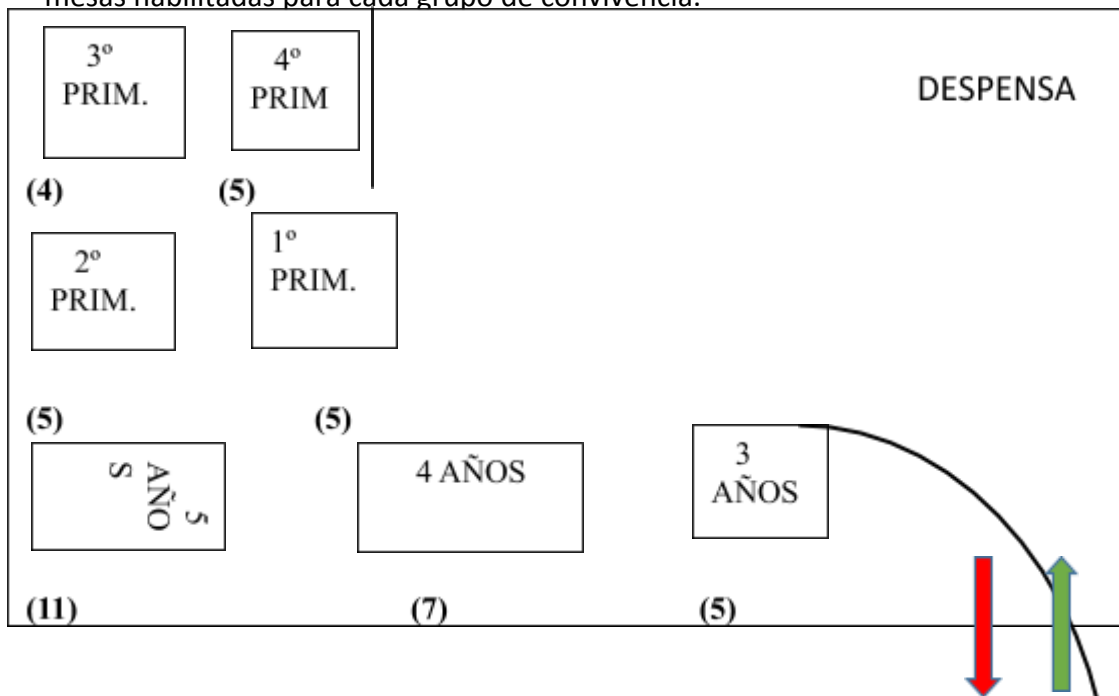 mesas habilitadas para cada grupo de convivencia.
3º
PRIM.
4º
PRIM
DESPENSA
(4)
(5)
2º
PRIM.
1º
PRIM.
(5)
(5)
5
AÑO
S
4 AÑOS
3
AÑOS
(11)
(7)
(5)